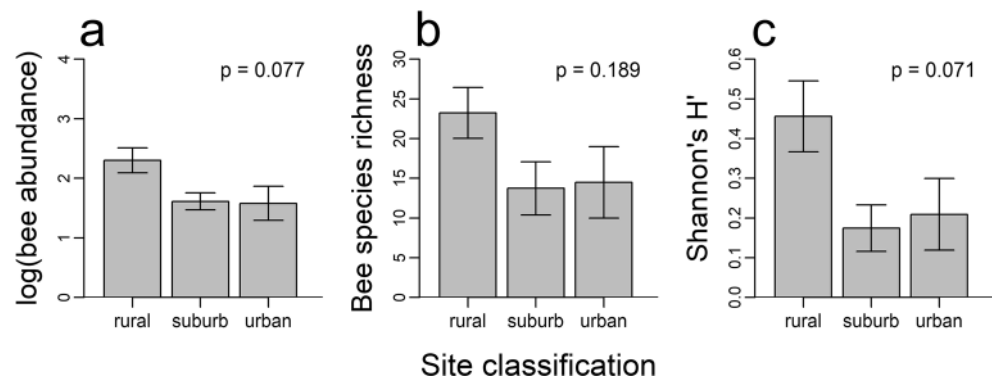 a
p = 0.077
log(bee abundance)
4
3
2
1
0
rural suburb urban
b
p = 0.189
Bee species richness
30
25
20
15
10
5
0
rural suburb urban
c
p = 0.071
Shannon's H'
0.6
0.5
0.4
0.3
0.2
0.1
0.0
rural suburb urban
Site classification